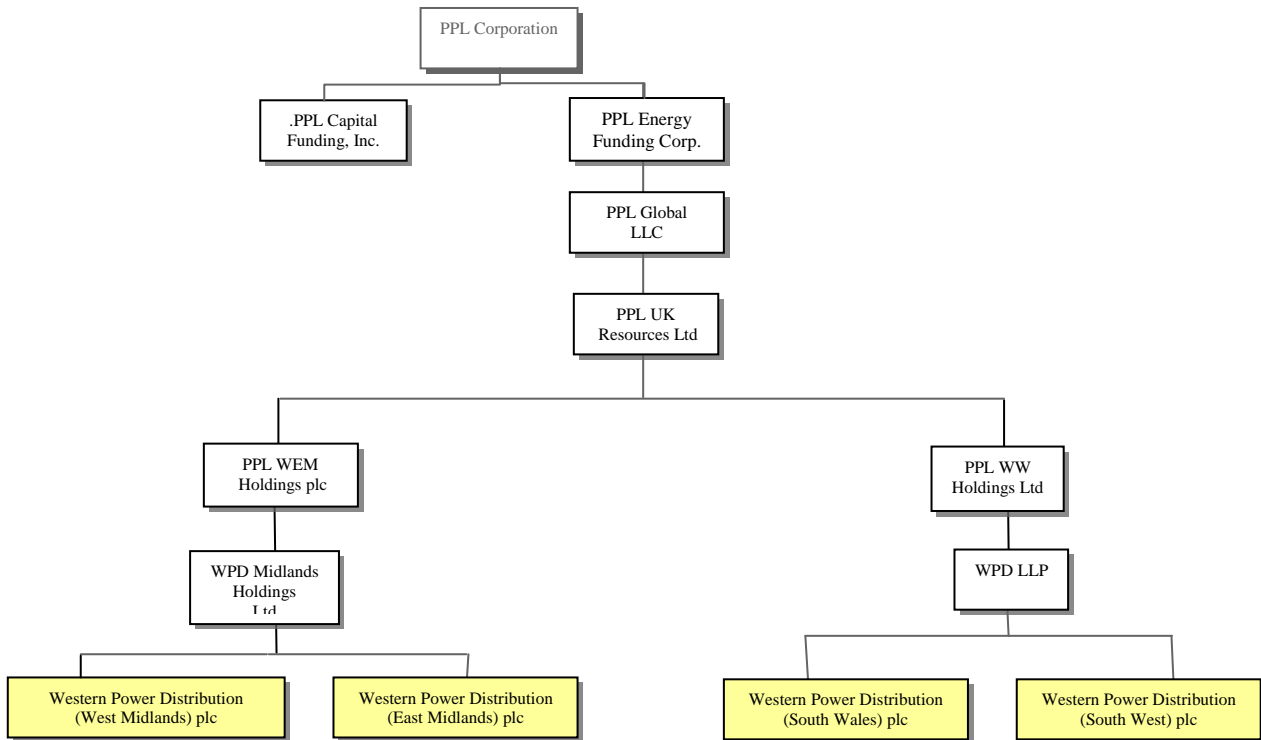 PPL Corporation
.PPL Capital
Funding, Inc.
PPL Energy
Funding Corp.
PPL Global
LLC
PPL UK
Resources Ltd
PPL WEM
Holdings plc
PPL WW
Holdings Ltd
WPD Midlands
Holdings
Ltd
WPD LLP
Western Power Distribution
(West Midlands) plc
Western Power Distribution
(East Midlands) plc
Western Power Distribution
(South Wales) plc
Western Power Distribution
(South West) plc